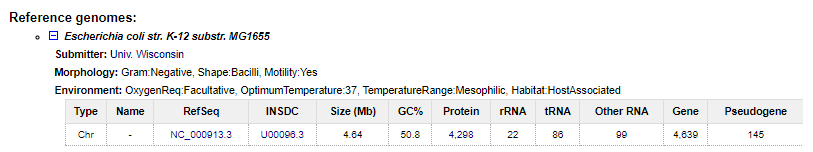 Reference genomes:
Escherichia coli str. K-12 substr. MG1655
Submitter: Univ. Wisconsin
Morphology: Gram:Negative, Shape:Bacilli, Motility:Yes
Environment: OxygenReq:Facultative, OptimumTemperature:37, TemperatureRange:Mesophilic, Habitat:HostAssociated
Type Name RefSeq INSDC Size (Mb) GC% Protein rRNA tRNA Other RNA Gene Pseudogene
Chr - NC_000913.3 U00096.3 4.64 50.8 4,298 22 86 99 4,639 145